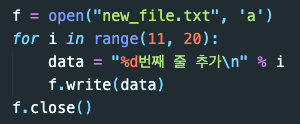 f = open("new_file.txt", 'a')
for i in range(11, 20):
    data = "%d번째 줄 추가\n" % i
    f.write(data)
f.close()